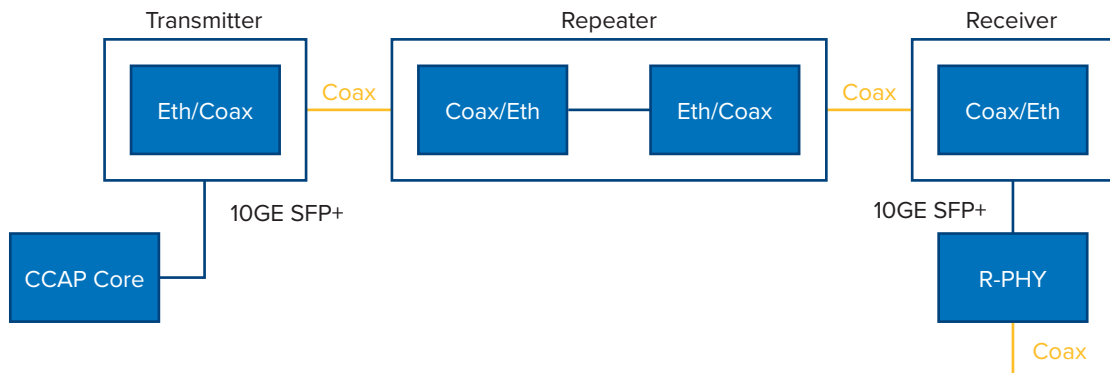 Transmitter
Repeater
Receiver
Eth/Coax
Coax
Coax/Eth
Eth/Coax
Coax
Coax/Eth
10GE SFP+
10GE SFP+
CCAP Core
R-PHY
Coax